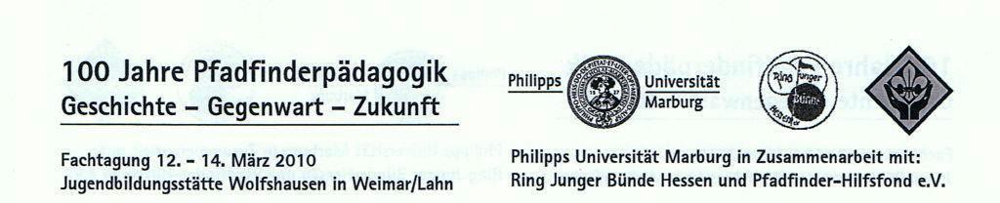 100 Jahre Pfadfinderpädagogik
Geschichte – Gegenwart – Zukunft
Fachtagung 12. – 14. März 2010
Jugendbildungsstätte Wolfshausen in Weimar/Lahn
Philipps Universität
Marburg
Ring Junger
Bünde
Hessen
Philipps Universität Marburg in Zusammenarbeit mit:
Ring Junger Bünde Hessen und Pfadfinder-Hilfsfond e.V.